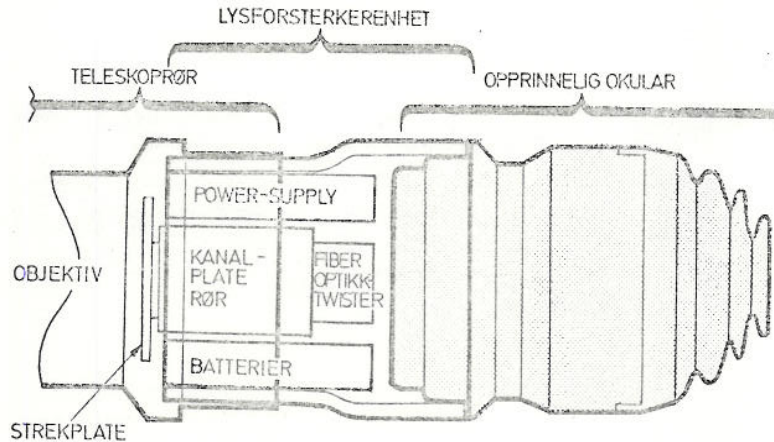 LYSFORSTERKERENHET
TELESKOPRØR
OPPRINNELIG OKULAR
POWER-SUPPLY
OBJEKTIV
KANAL-
PLATE
RØR
FIBER
OPTIKK-
TWISTER
BATTERIER
STREKPLATE